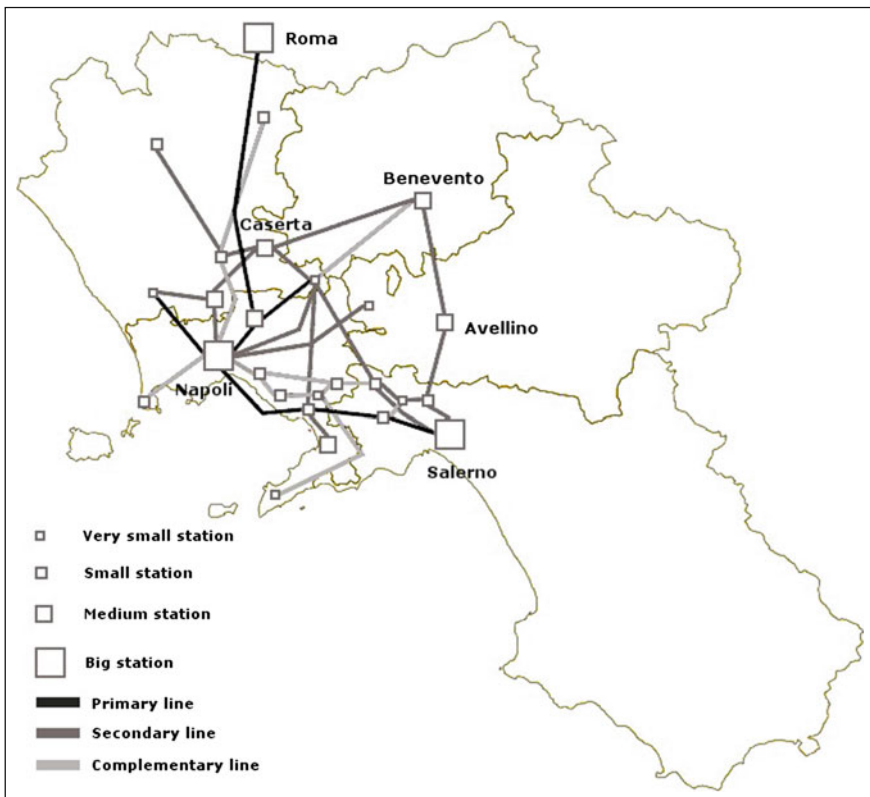 Roma
Benevento
Caserta
Avellino
Napoli
Salerno
Very small station
Small station
Medium station
Big station
Primary line
Secondary line
Complementary line